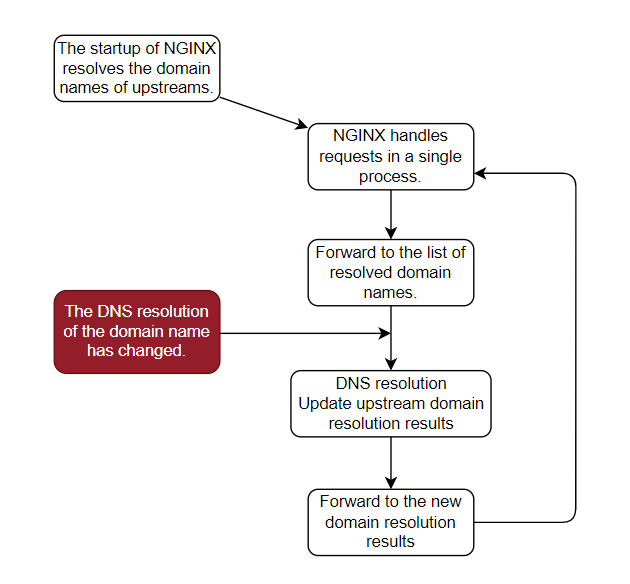 The startup of NGINX
resolves the domain
names of upstreams.
NGINX handles
requests in a single
process.
Forward to the list of
resolved domain
names.
The DNS resolution
of the domain name
has changed.
DNS resolution
Update upstream domain
resolution results
Forward to the new
domain resolution
results